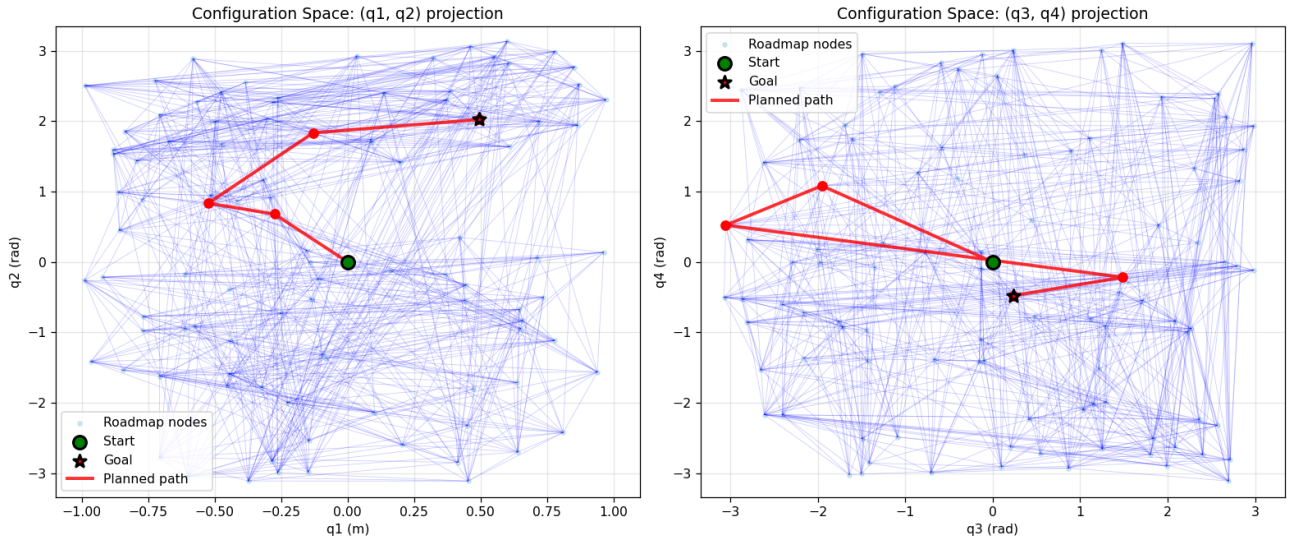 Configuration Space: (q1, q2) projection
3
2
1
0
−1
−2
−3
q2 (rad)
Roadmap nodes
Start
Goal
Planned path
−1.00 −0.75 −0.50 −0.25 0.00 0.25 0.50 0.75 1.00
q1 (m)
Configuration Space: (q3, q4) projection
Roadmap nodes
Start
Goal
Planned path
3
2
1
0
−1
−2
−3
q4 (rad)
−3 −2 −1 0 1 2 3
q3 (rad)